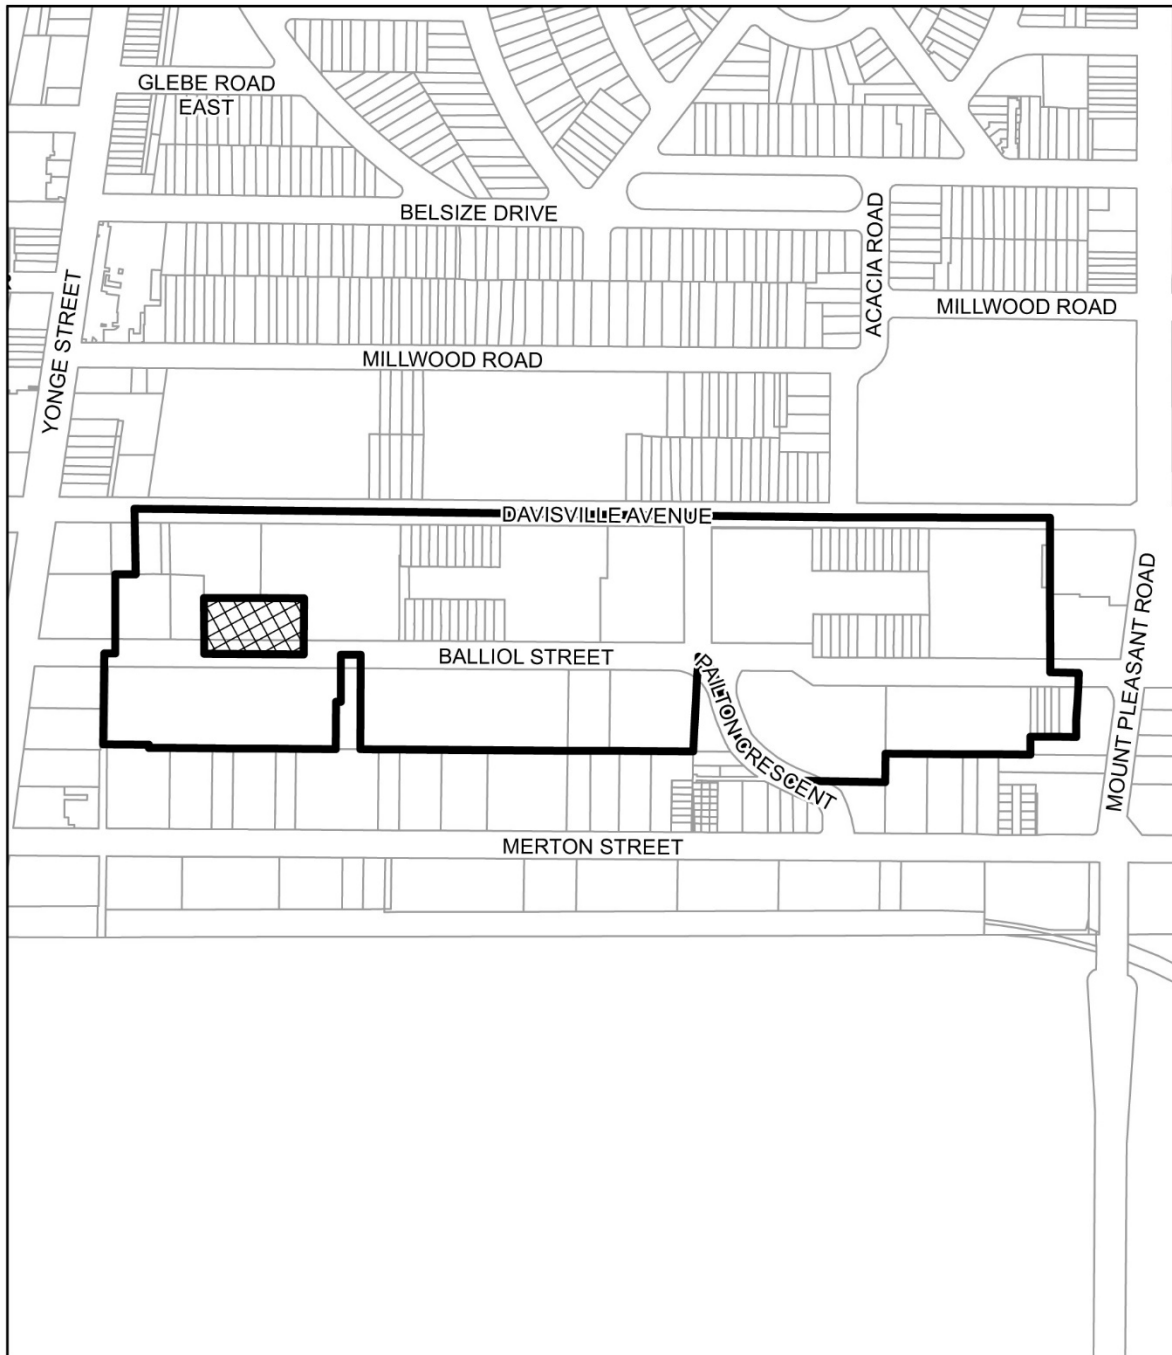 GLEBE ROAD
EAST
BELSIZE DRIVE
ACACIA ROAD
YONGE STREET
MILLWOOD ROAD
MILLWOOD ROAD
DAVISVILLE AVENUE
BALLIOL STREET
PAILTON CRESCENT
MOUNT PLEASANT ROAD
MERTON STREET